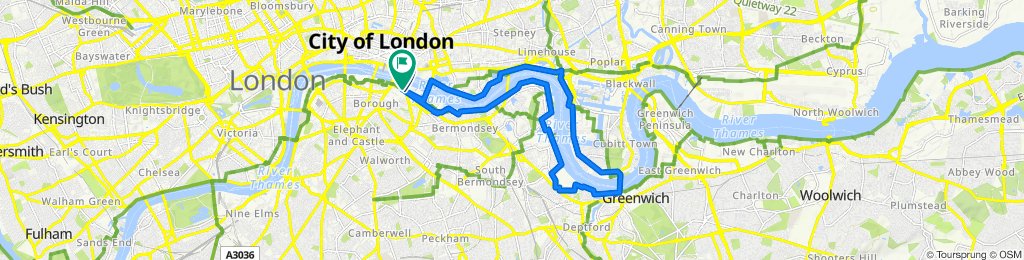 Maida Hill
Bloomsbury
Westbourne
Green
Marylebone
Bayswater
City of London
Stepney
Limehouse
Poplar
Canning Town
Quietway 22
Beckton
Barking
Riverside
d's Bush
London
Knightsbridge
Borough
THAMES
Blackwall
Cyprus
North Woolwich
Thamesmead
Kensington
ersmith
Earl's Court
Victoria
Elephant
and Castle
Bermondsey
River
Thames
Greenwich
Peninsula
River
Thames
Cubitt Town
New Charlton
Chelsea
River
Thames
Walworth
South
Bermondsey
East Greenwich
Abbey Wood
Walham Green
Nine Elms
Greenwich
Charlton
Woolwich
Plumstead
Fulham
Sands End
Camberwell
Peckham
Deptford
Shooters Hill
A3036
© Toursprung © OSM